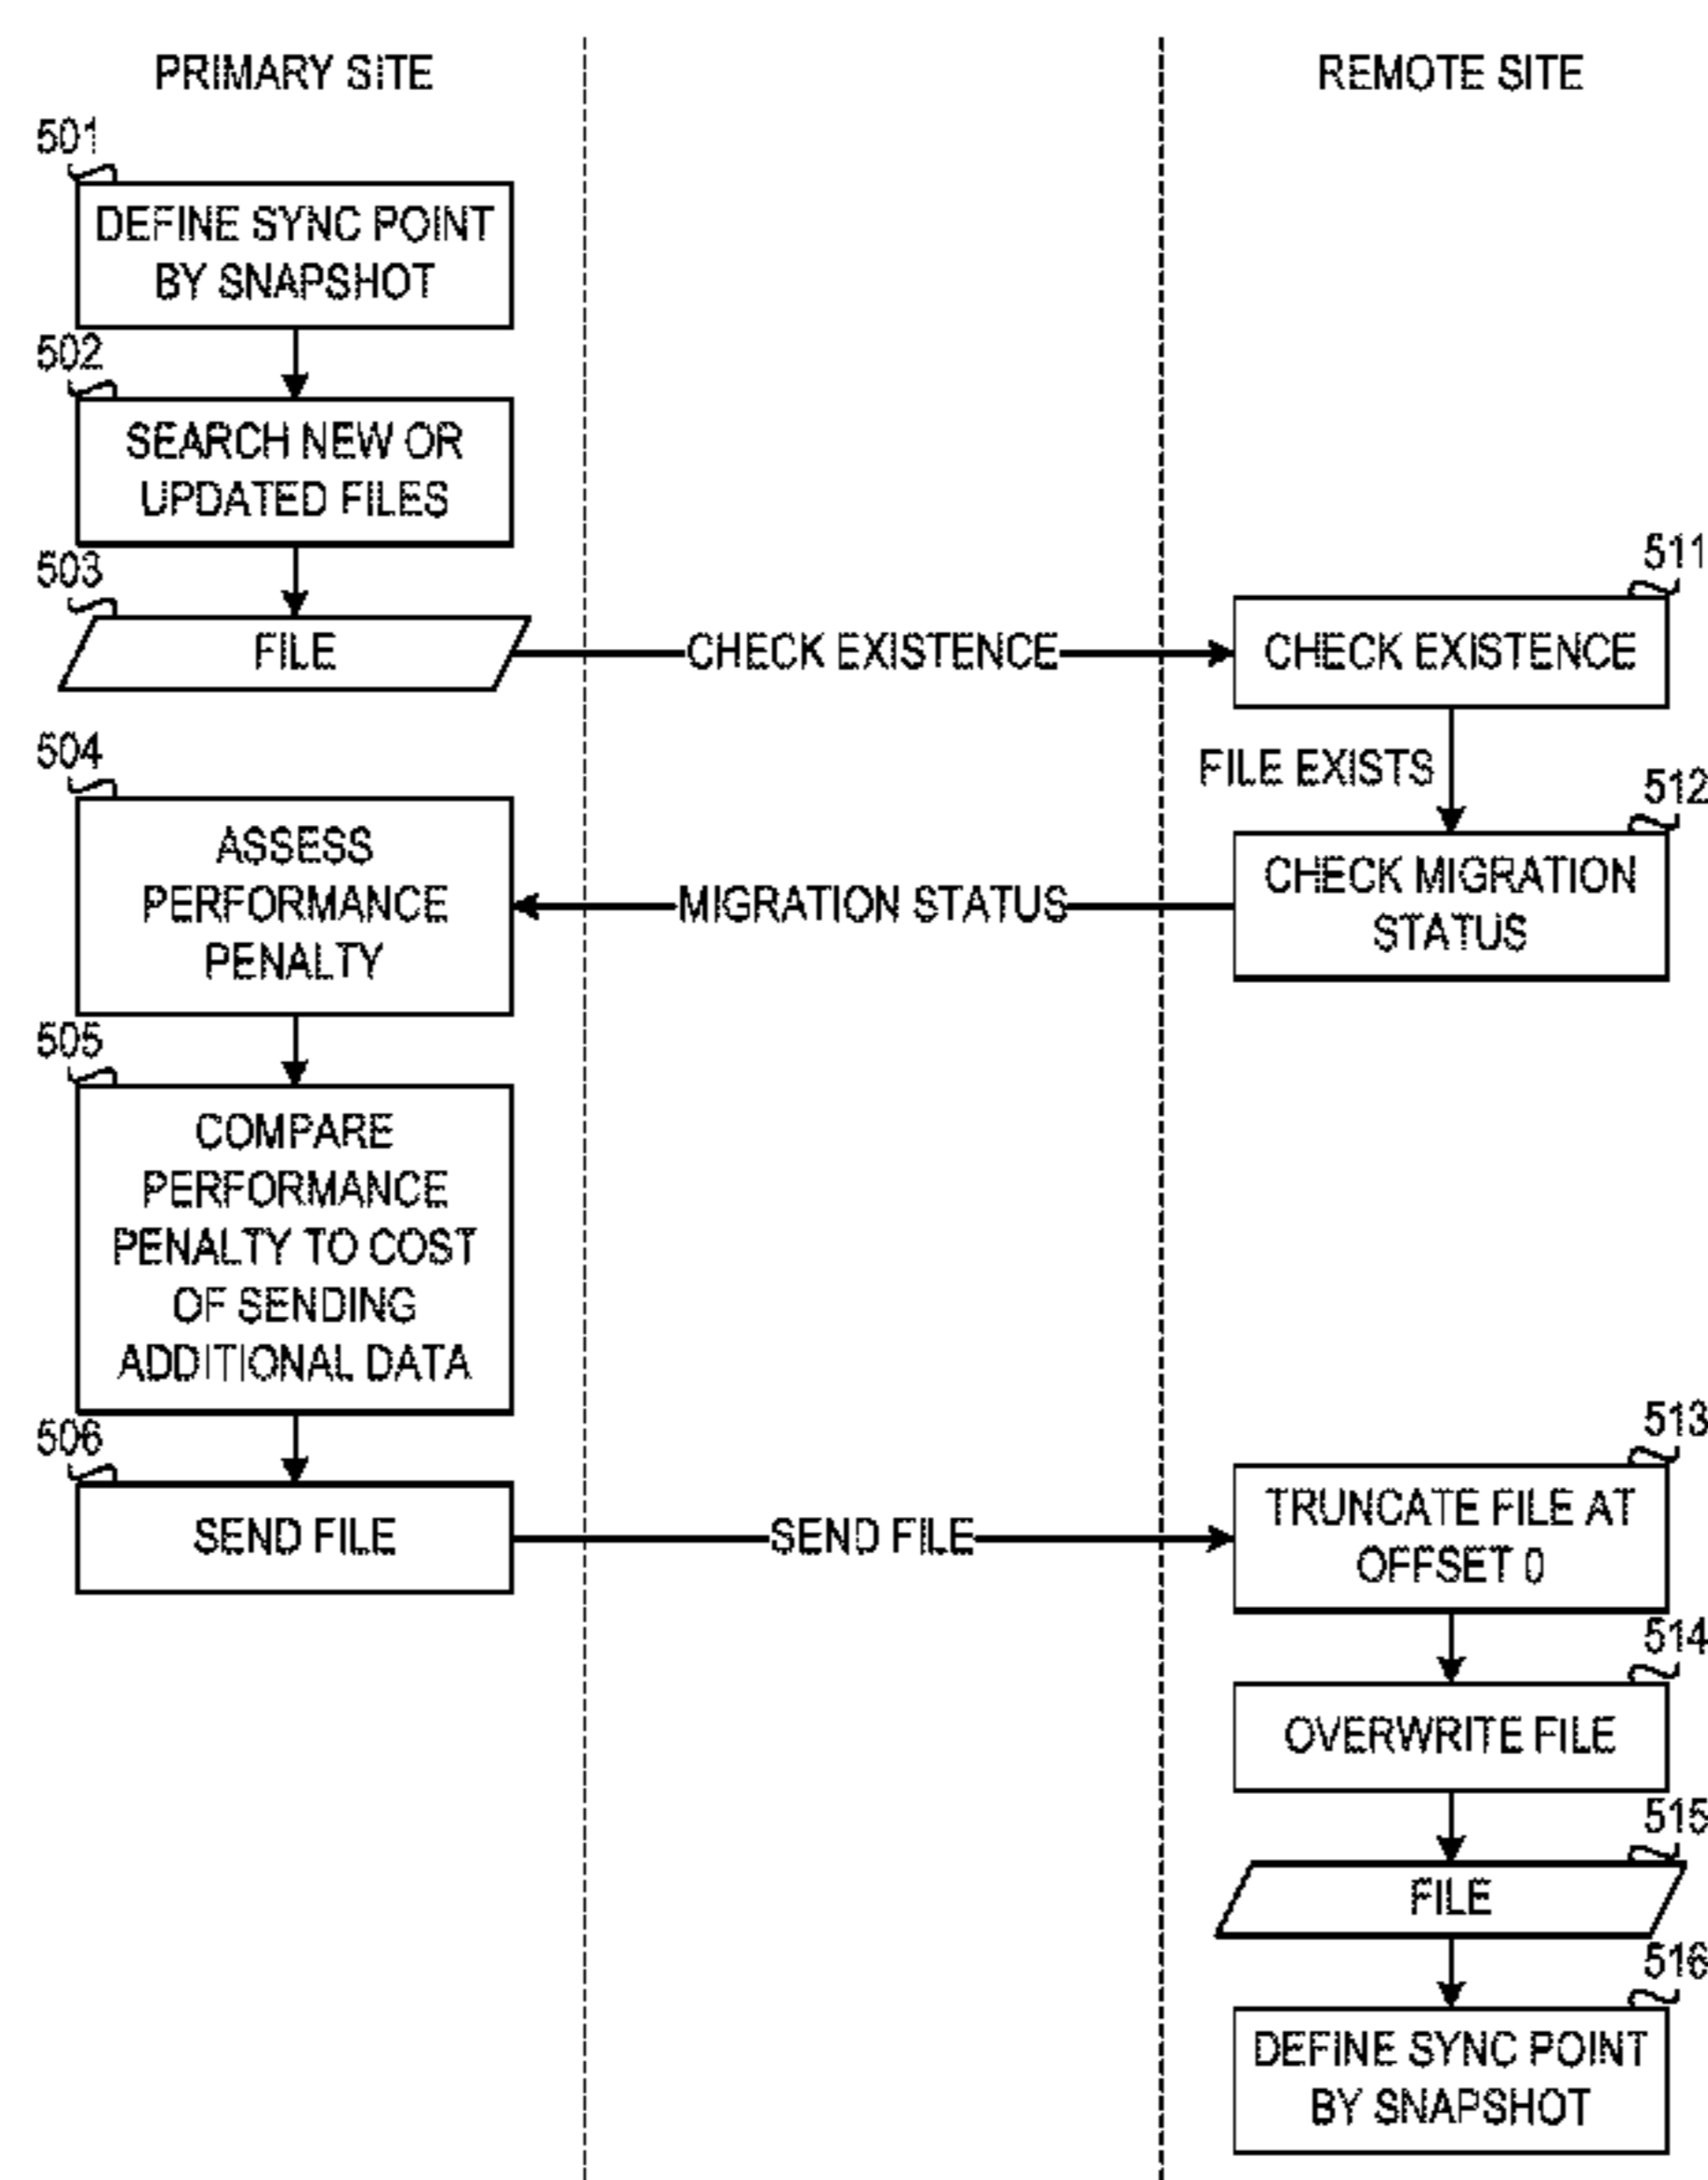 PRIMARY SITE
REMOTE SITE
501
DEFINE SYNC POINT
BY SNAPSHOT
502
SEARCH NEW OR
UPDATED FILES
503
FILE
CHECK EXISTENCE
511
CHECK EXISTENCE
FILE EXISTS
504
ASSESS
PERFORMANCE
PENALTY
MIGRATION STATUS
512
CHECK MIGRATION
STATUS
505
COMPARE
PERFORMANCE
PENALTY TO COST
OF SENDING
ADDITIONAL DATA
506
SEND FILE
SEND FILE
513
TRUNCATE FILE AT
OFFSET 0
514
OVERWRITE FILE
515
FILE
516
DEFINE SYNC POINT
BY SNAPSHOT